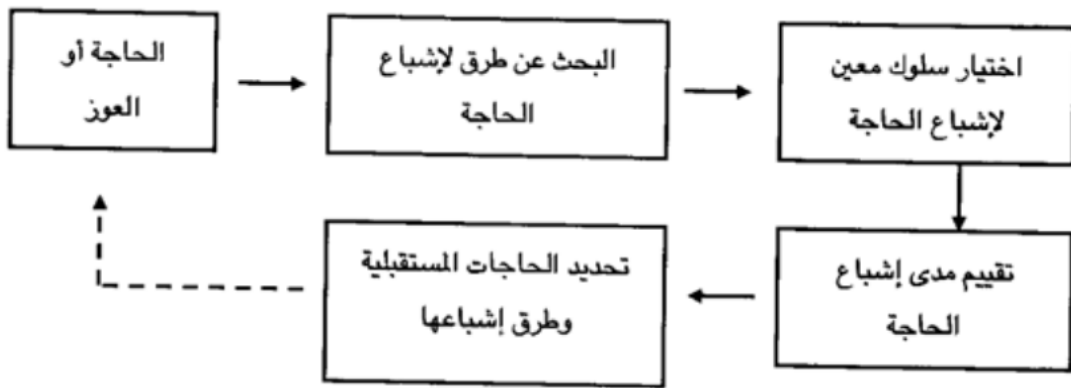 الحاجة أو
العوز
البحث عن طرق لإشباع
الحاجة
اختيار سلوك معين
لإشباع الحاجة
تقييم مدى إشباع
الحاجة
تحديد الحاجات المستقبلية
وطرق إشباعها